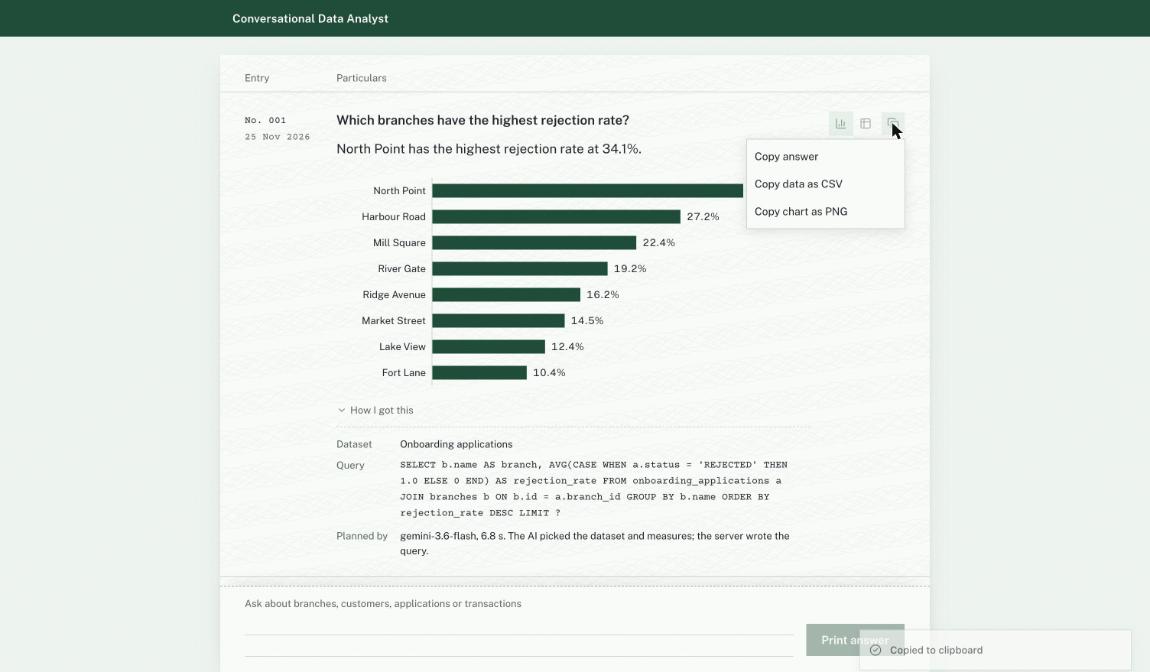 Conversational Data Analyst
Entry
Particulars
No. 001
25 Nov 2026
Which branches have the highest rejection rate?
North Point has the highest rejection rate at 34.1%.
Copy answer
Copy data as CSV
Copy chart as PNG
North Point
Harbour Road 27.2%
Mill Square 22.4%
River Gate 19.2%
Ridge Avenue 16.2%
Market Street 14.5%
Lake View 12.4%
Fort Lane 10.4%
How I got this
Dataset Onboarding applications
Query SELECT b.name AS branch, AVG(CASE WHEN a.status = 'REJECTED' THEN
1.0 ELSE 0 END) AS rejection_rate FROM onboarding_applications a
JOIN branches b ON b.id = a.branch_id GROUP BY b.name ORDER BY
rejection_rate DESC LIMIT ?
Planned by gemini-3.6-flash, 6.8 s. The AI picked the dataset and measures; the server wrote the
query.
Ask about branches, customers, applications or transactions
Print answer
Copied to clipboard